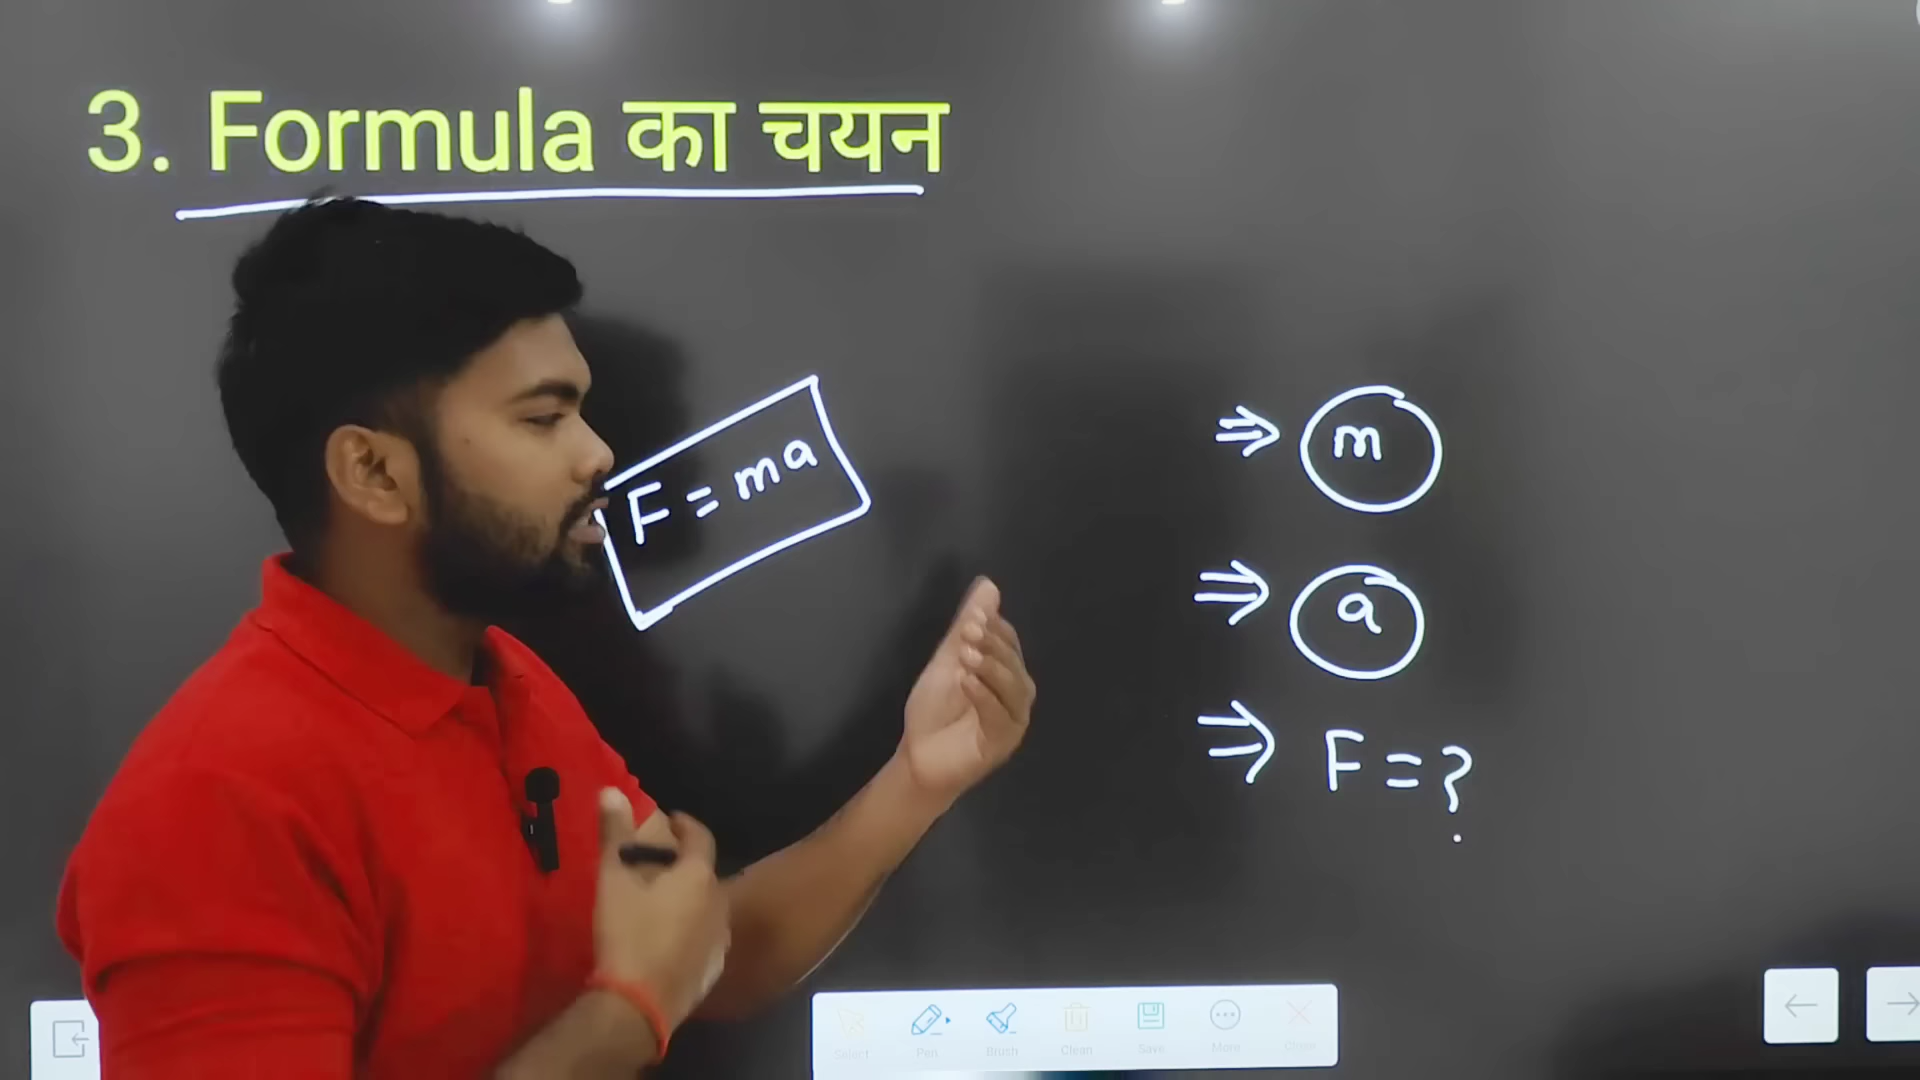 3. Formula का चयन
F = ma
⇒ m
⇒ a
⇒ F = ?
Select
Pen
Brush
Clean
Save
More
Close